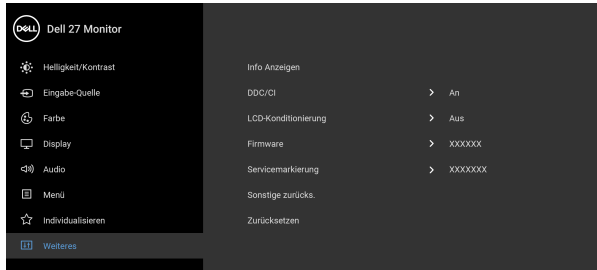 DELL Dell 27 Monitor
Helligkeit/Kontrast Info Anzeigen
Eingabe-Quelle DDC/CI An
Farbe LCD-Konditionierung Aus
Display Firmware XXXXXX
Audio Servicemarkierung XXXXXXX
Menü Sonstige zurücks.
Individualisieren Zurücksetzen
Weiteres